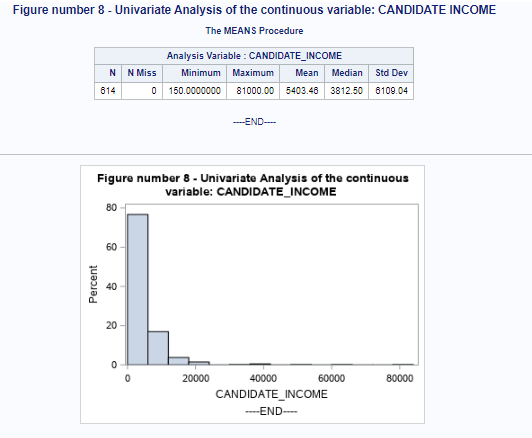 Figure number 8 - Univariate Analysis of the continuous variable: CANDIDATE INCOME
The MEANS Procedure
Analysis Variable : CANDIDATE_INCOME
N N Miss Minimum Maximum Mean Median Std Dev
614 0 150.0000000 81000.00 5403.46 3812.50 6109.04
----END----
Figure number 8 - Univariate Analysis of the continuous
variable: CANDIDATE_INCOME
80
60
40
20
0
Percent
0 20000 40000 60000 80000
CANDIDATE_INCOME
----END----